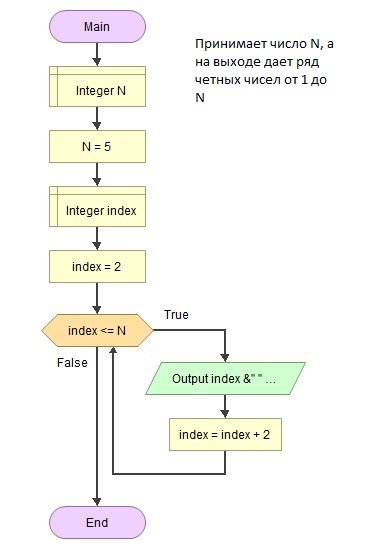 Main
Принимает число N, а
на выходе дает ряд
четных чисел от 1 до
N
Integer N
N = 5
Integer index
index = 2
index <= N
True
False
Output index &" " ...
index = index + 2
End